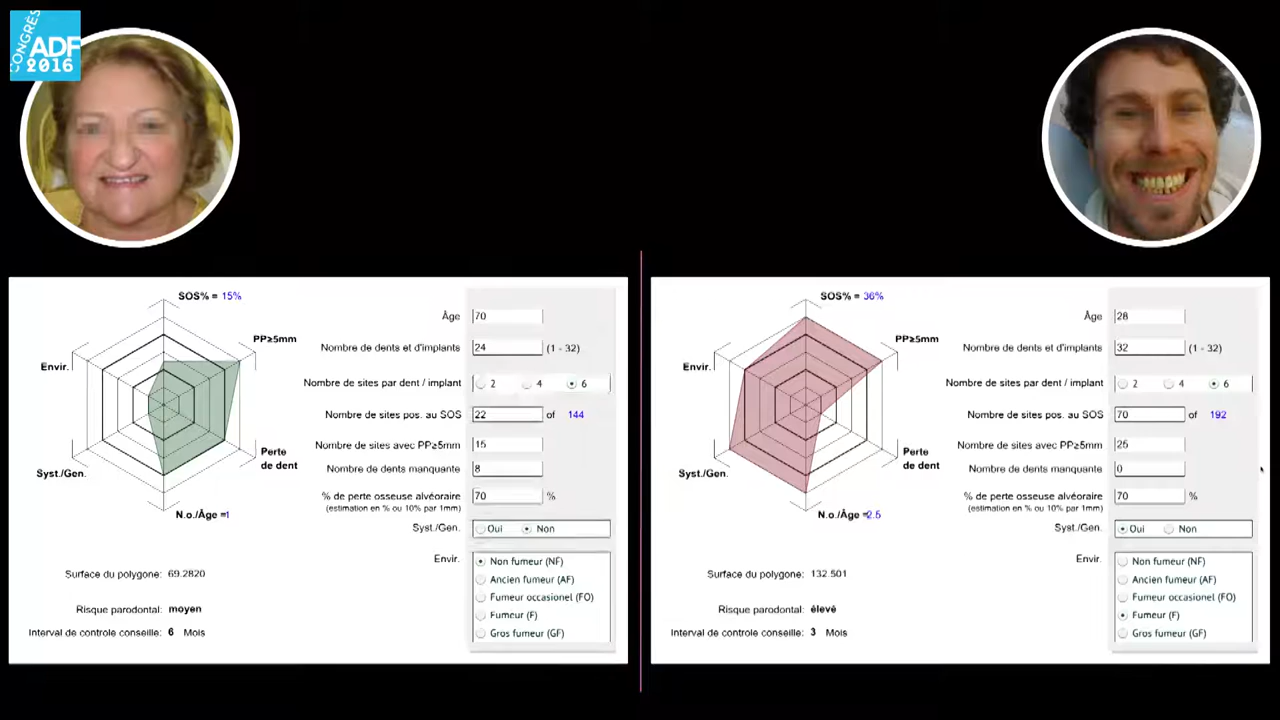 CONGRÈS
ADF
2016
SOS% = 15%
PP≥5mm
Envir.
Perte
de dent
Syst./Gen.
N.o./Âge =1
Âge 70
Nombre de dents et d'implants 24 (1 - 32)
Nombre de sites par dent / implant 2 4 6
Nombre de sites pos. au SOS 22 of 144
Nombre de sites avec PP≥5mm 15
Nombre de dents manquante 8
% de perte osseuse alvéoraire 70 %
(estimation en % ou 10% par 1mm)
Syst./Gen. Oui Non
Envir. Non fumeur (NF)
Ancien fumeur (AF)
Fumeur occasionel (FO)
Fumeur (F)
Gros fumeur (GF)
Surface du polygone: 69.2820
Risque parodontal: moyen
Interval de controle conseille: 6 Mois
SOS% = 36%
PP≥5mm
Envir.
Perte
de dent
Syst./Gen.
N.o./Âge =2.5
Âge 28
Nombre de dents et d'implants 32 (1 - 32)
Nombre de sites par dent / implant 2 4 6
Nombre de sites pos. au SOS 70 of 192
Nombre de sites avec PP≥5mm 25
Nombre de dents manquante 0
% de perte osseuse alvéoraire 70 %
(estimation en % ou 10% par 1mm)
Syst./Gen. Oui Non
Envir. Non fumeur (NF)
Ancien fumeur (AF)
Fumeur occasionel (FO)
Fumeur (F)
Gros fumeur (GF)
Surface du polygone: 132.501
Risque parodontal: élevé
Interval de controle conseille: 3 Mois